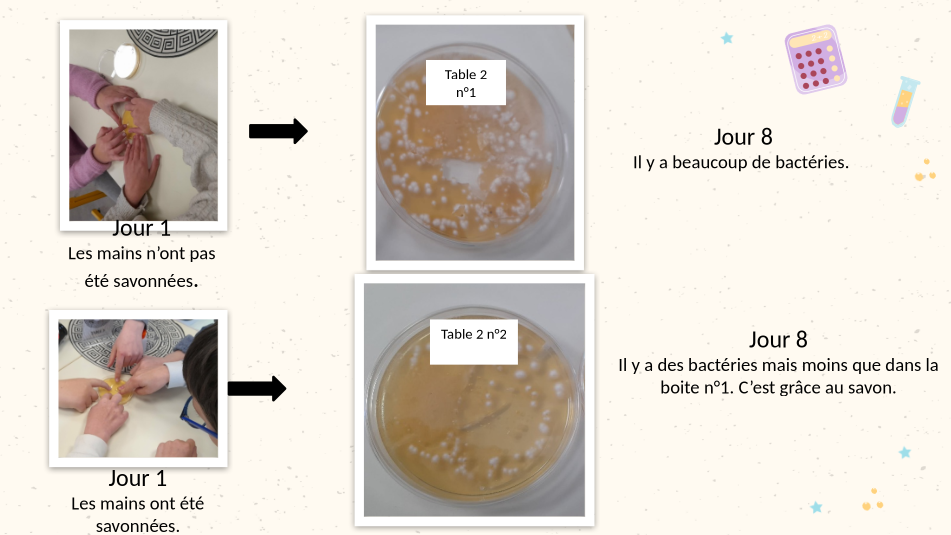 Table 2
n°1
Jour 8
Il y a beaucoup de bactéries.
Jour 1
Les mains n’ont pas
été savonnées.
Table 2 n°2
Jour 8
Il y a des bactéries mais moins que dans la
boite n°1. C’est grâce au savon.
Jour 1
Les mains ont été
savonnées.